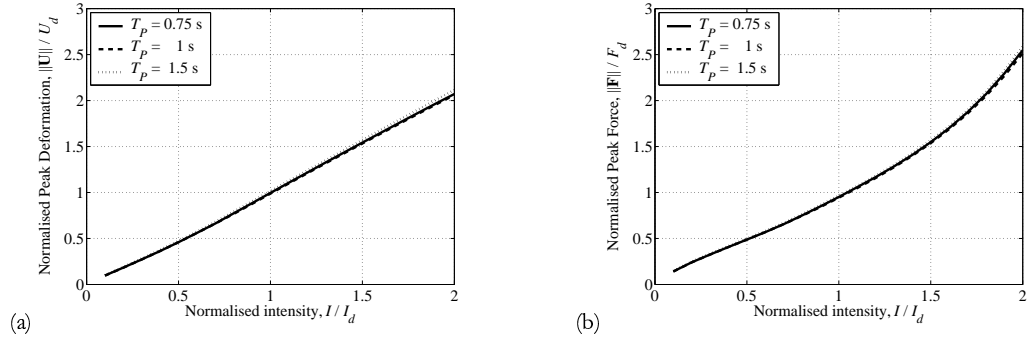 Normalised Peak Deformation, ||U|| / U_d
3
2.5
2
1.5
1
0.5
0
T_P = 0.75 s
T_P = 1 s
T_P = 1.5 s
0 0.5 1 1.5 2
Normalised intensity, I / I_d
(a)
Normalised Peak Force, ||F|| / F_d
3
2.5
2
1.5
1
0.5
0
T_P = 0.75 s
T_P = 1 s
T_P = 1.5 s
0 0.5 1 1.5 2
Normalised intensity, I / I_d
(b)